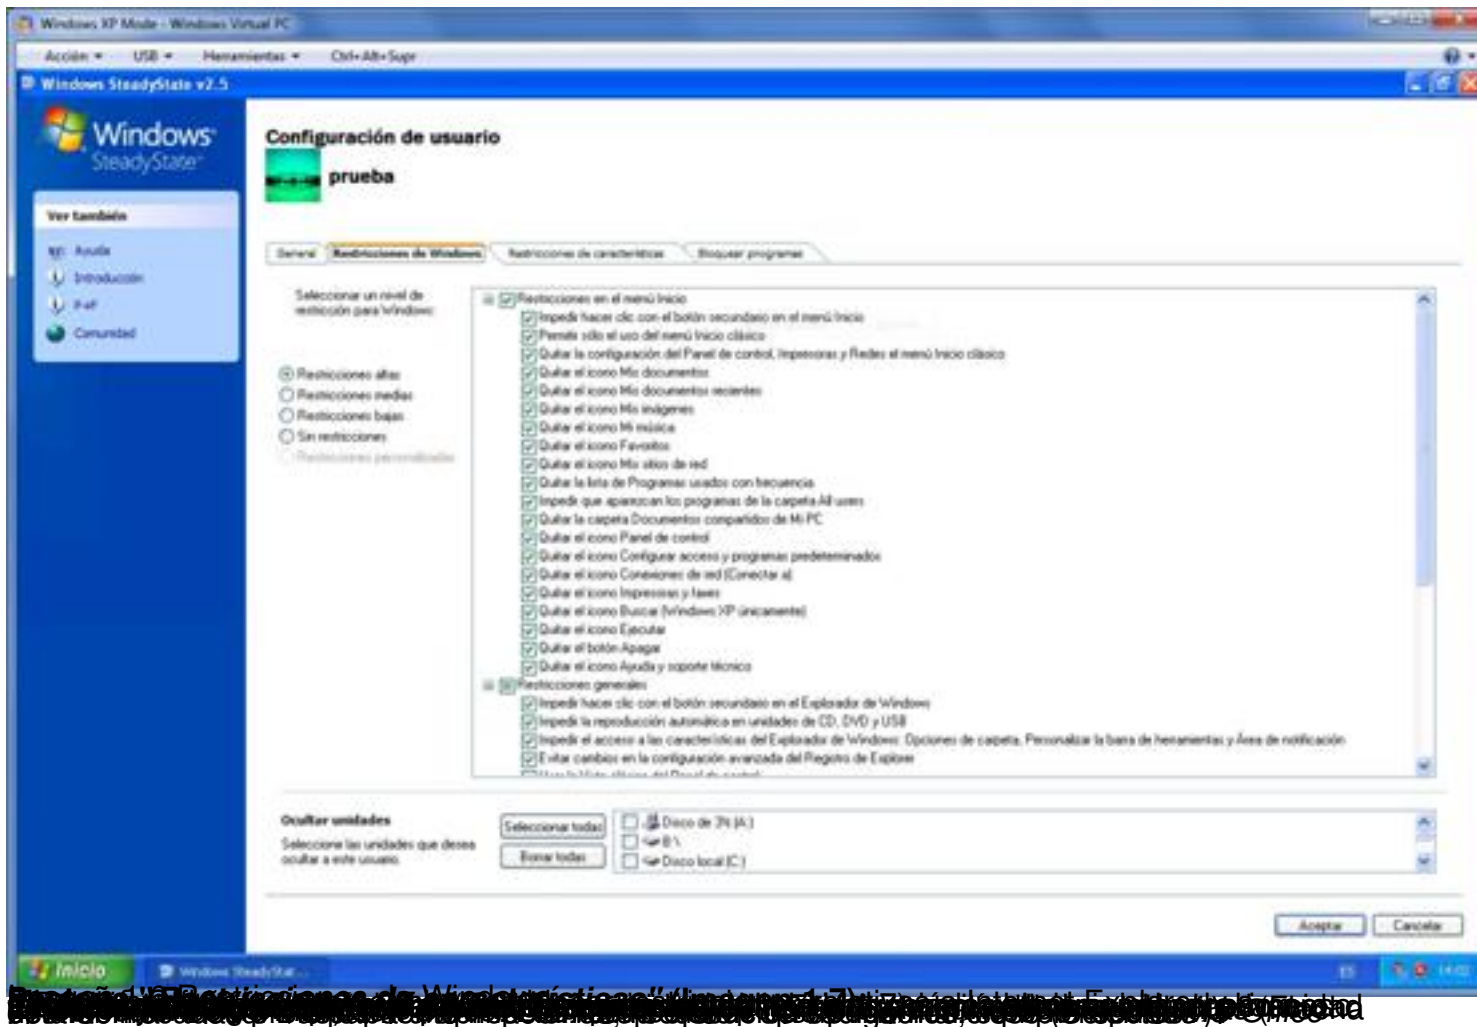 Windows XP Mode - Windows Virtual PC
Acción USB Herramientas Ctrl+Alt+Supr
Windows SteadyState v2.5
Windows
SteadyState
Ver también
Ayuda
Introducción
P+F
Comunidad
Configuración de usuario
prueba
General Restricciones de Windows Restricciones de características Bloquear programas
Seleccionar un nivel de
restricción para Windows:
Restricciones altas
Restricciones medias
Restricciones bajas
Sin restricciones
Restricciones personalizadas
Restricciones en el menú Inicio
Impedir hacer clic con el botón secundario en el menú Inicio
Permitir sólo el uso del menú Inicio clásico
Quitar la configuración del Panel de control, Impresoras y Redes el menú Inicio clásico
Quitar el icono Mis documentos
Quitar el icono Mis documentos recientes
Quitar el icono Mis imágenes
Quitar el icono Mi música
Quitar el icono Favoritos
Quitar el icono Mis sitios de red
Quitar la lista de Programas usados con frecuencia
Impedir que aparezcan los programas de la carpeta All users
Quitar la carpeta Documentos compartidos de Mi PC
Quitar el icono Panel de control
Quitar el icono Configurar acceso y programas predeterminados
Quitar el icono Conexiones de red (Conectar a)
Quitar el icono Impresoras y faxes
Quitar el icono Buscar (Windows XP únicamente)
Quitar el icono Ejecutar
Quitar el botón Apagar
Quitar el icono Ayuda y soporte técnico
Restricciones generales
Impedir hacer clic con el botón secundario en el Explorador de Windows
Impedir la reproducción automática en unidades de CD, DVD y USB
Impedir el acceso a las características del Explorador de Windows: Opciones de carpeta, Personalizar la barra de herramientas y Área de notificación
Evitar cambios en la configuración avanzada del Registro de Explorer
Ocultar unidades
Seleccione las unidades que desea
ocultar a este usuario.
Seleccionar todas
Borrar todas
Disco de 3½ (A:)
B:\
Disco local (C:)
Aceptar Cancelar
Inicio Windows SteadyStat... ES 14:02